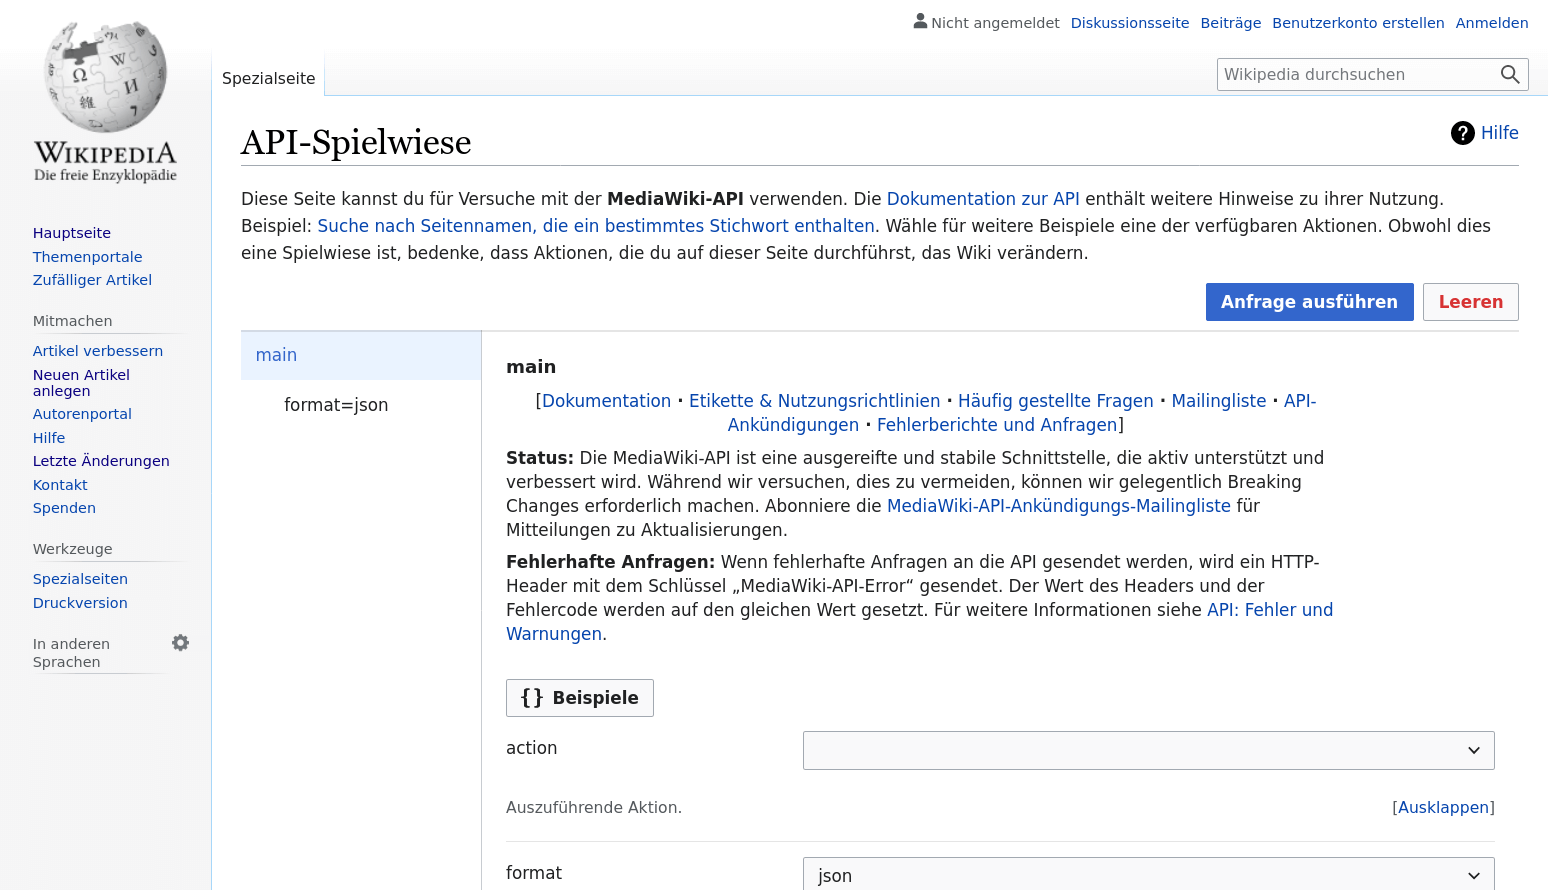 Nicht angemeldet Diskussionsseite Beiträge Benutzerkonto erstellen Anmelden
Spezialseite
Wikipedia durchsuchen
WIKIPEDIA
Die freie Enzyklopädie
Hauptseite
Themenportale
Zufälliger Artikel
Mitmachen
Artikel verbessern
Neuen Artikel
anlegen
Autorenportal
Hilfe
Letzte Änderungen
Kontakt
Spenden
Werkzeuge
Spezialseiten
Druckversion
In anderen
Sprachen
API-Spielwiese
Hilfe
Diese Seite kannst du für Versuche mit der MediaWiki-API verwenden. Die Dokumentation zur API enthält weitere Hinweise zu ihrer Nutzung.
Beispiel: Suche nach Seitennamen, die ein bestimmtes Stichwort enthalten. Wähle für weitere Beispiele eine der verfügbaren Aktionen. Obwohl dies
eine Spielwiese ist, bedenke, dass Aktionen, die du auf dieser Seite durchführst, das Wiki verändern.
Anfrage ausführen
Leeren
main
format=json
main
[Dokumentation · Etikette & Nutzungsrichtlinien · Häufig gestellte Fragen · Mailingliste · API-
Ankündigungen · Fehlerberichte und Anfragen]
Status: Die MediaWiki-API ist eine ausgereifte und stabile Schnittstelle, die aktiv unterstützt und
verbessert wird. Während wir versuchen, dies zu vermeiden, können wir gelegentlich Breaking
Changes erforderlich machen. Abonniere die MediaWiki-API-Ankündigungs-Mailingliste für
Mitteilungen zu Aktualisierungen.
Fehlerhafte Anfragen: Wenn fehlerhafte Anfragen an die API gesendet werden, wird ein HTTP-
Header mit dem Schlüssel „MediaWiki-API-Error“ gesendet. Der Wert des Headers und der
Fehlercode werden auf den gleichen Wert gesetzt. Für weitere Informationen siehe API: Fehler und
Warnungen.
{} Beispiele
action
Auszuführende Aktion.
[Ausklappen]
format
json